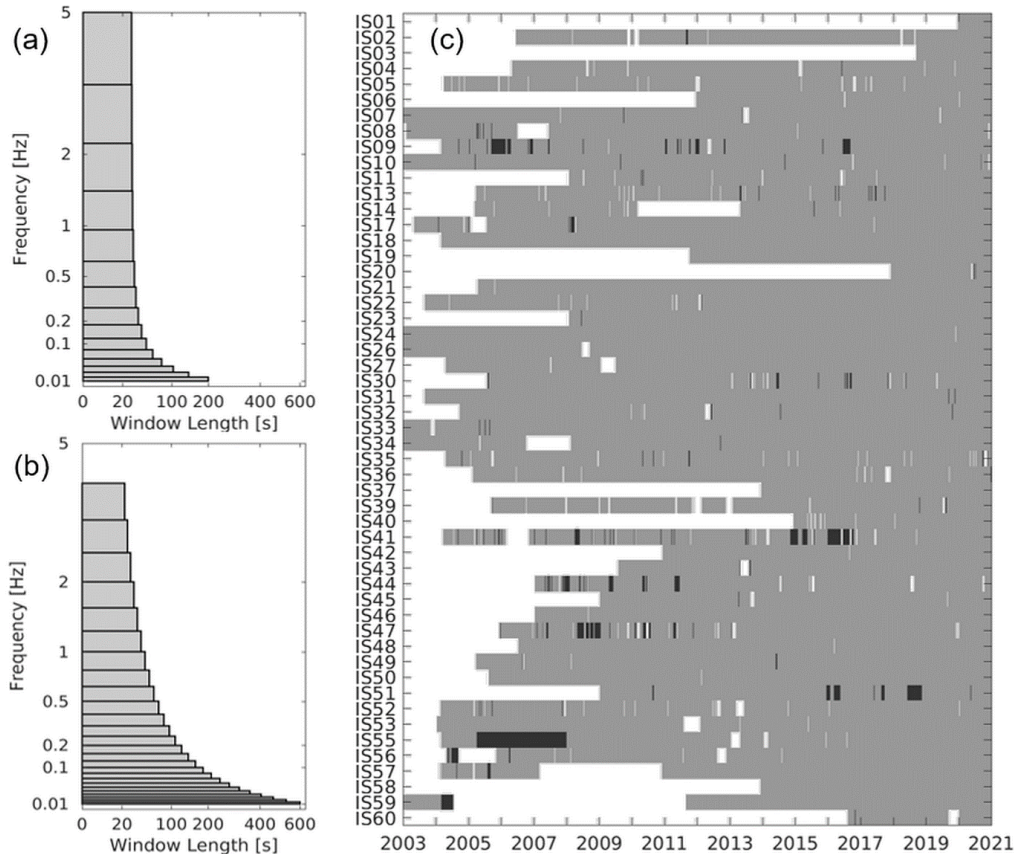 (a)
5
2
1
0.5
0.2
0.1
0.01
Frequency [Hz]
0 20 100 200 400 600
Window Length [s]
(b)
5
2
1
0.5
0.2
0.1
0.01
Frequency [Hz]
0 20 100 200 400 600
Window Length [s]
(c)
IS01
IS02
IS03
IS04
IS05
IS06
IS07
IS08
IS09
IS10
IS11
IS13
IS14
IS17
IS18
IS19
IS20
IS21
IS22
IS23
IS24
IS26
IS27
IS30
IS31
IS32
IS33
IS34
IS35
IS36
IS37
IS39
IS40
IS41
IS42
IS43
IS44
IS45
IS46
IS47
IS48
IS49
IS50
IS51
IS52
IS53
IS55
IS56
IS57
IS58
IS59
IS60
2003 2005 2007 2009 2011 2013 2015 2017 2019 2021